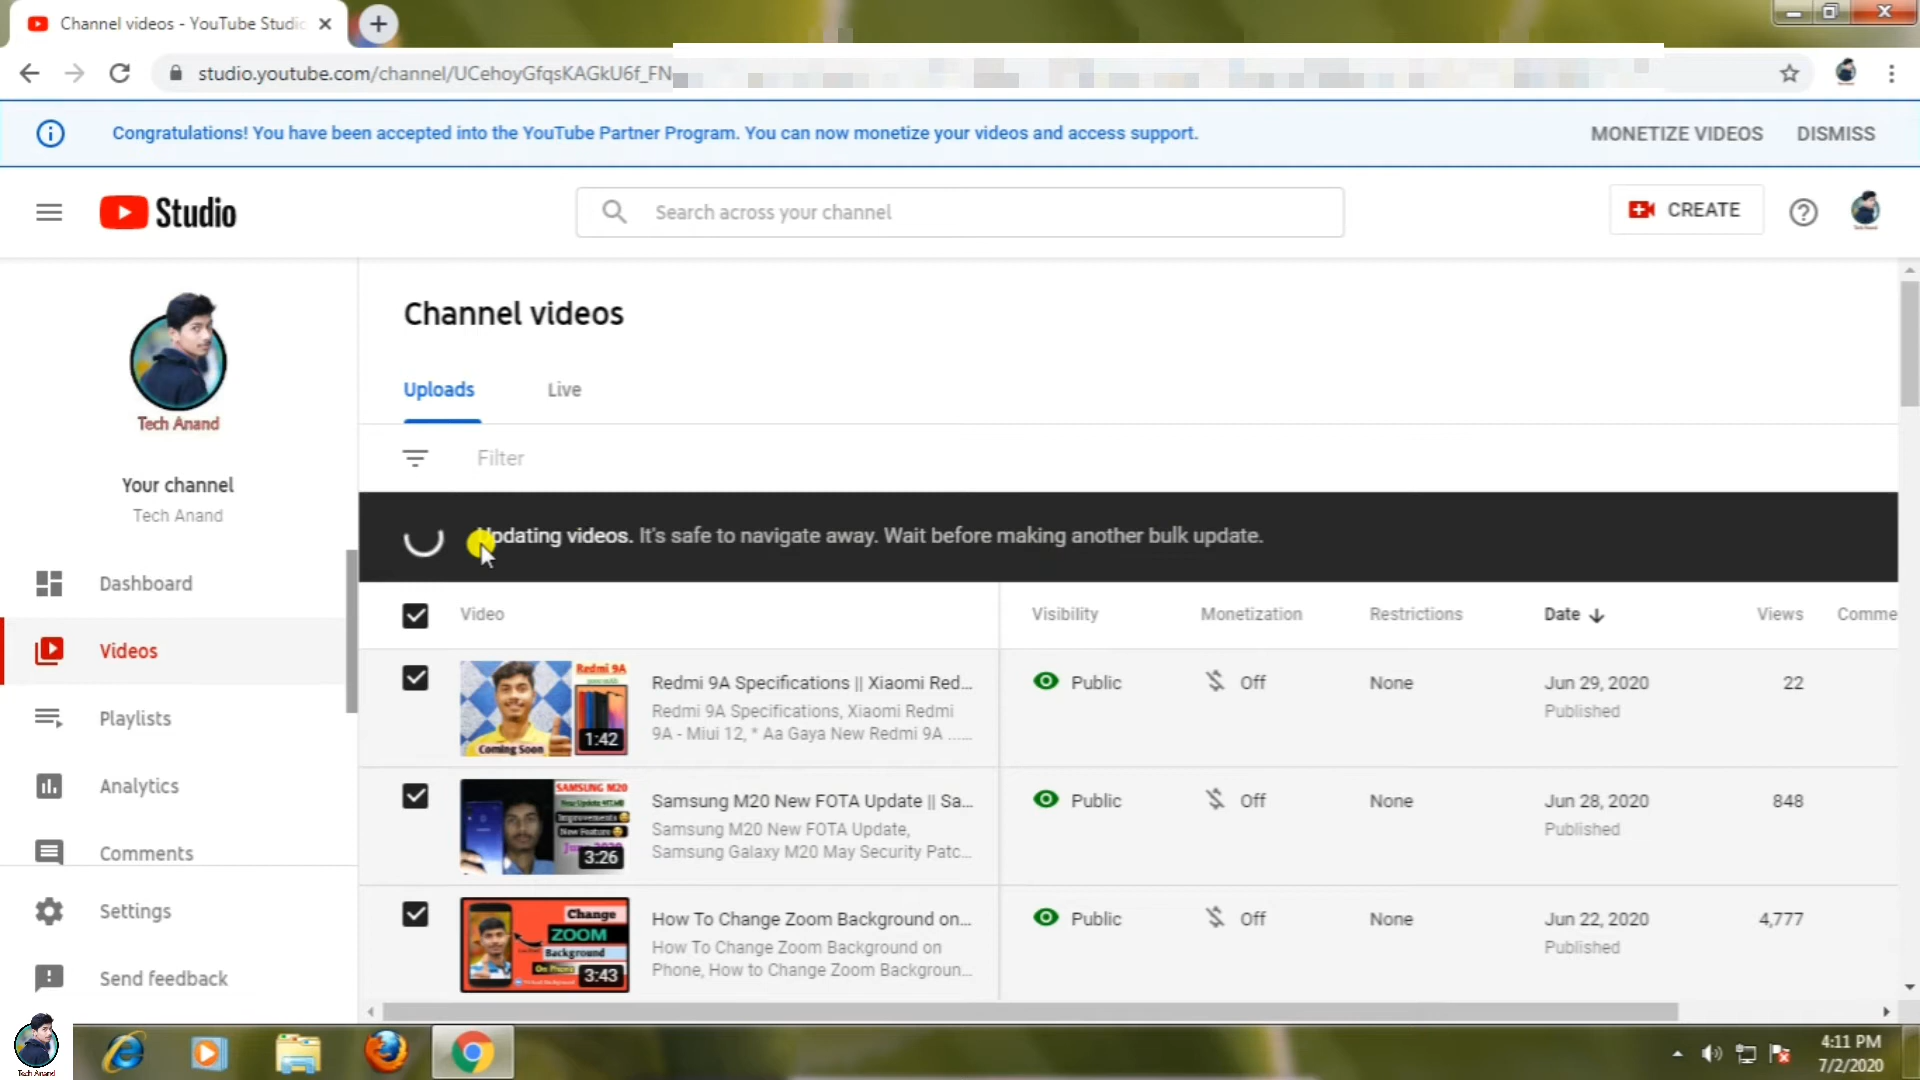 Channel videos - YouTube Studio
studio.youtube.com/channel/UCehoyGfqsKAGkU6f_FN
Congratulations! You have been accepted into the YouTube Partner Program. You can now monetize your videos and access support.
MONETIZE VIDEOS
DISMISS
Studio
Search across your channel
CREATE
Tech Anand
Your channel
Tech Anand
Dashboard
Videos
Playlists
Analytics
Comments
Settings
Send feedback
Channel videos
Uploads
Live
Filter
Updating videos. It's safe to navigate away. Wait before making another bulk update.
Video Visibility Monetization Restrictions Date Views Comme
Redmi 9A
Coming Soon
1:42
Redmi 9A Specifications || Xiaomi Red...
Redmi 9A Specifications, Xiaomi Redmi
9A - Miui 12, * Aa Gaya New Redmi 9A ......
Public Off None Jun 29, 2020 22
Published
SAMSUNG M20
Improvements
New Feature
3:26
Samsung M20 New FOTA Update || Sa...
Samsung M20 New FOTA Update,
Samsung Galaxy M20 May Security Patc...
Public Off None Jun 28, 2020 848
Published
Change
ZOOM
Background
On Phone
3:43
How To Change Zoom Background on...
How To Change Zoom Background on
Phone, How to Change Zoom Backgroun...
Public Off None Jun 22, 2020 4,777
Published
Tech Anand
4:11 PM
7/2/2020